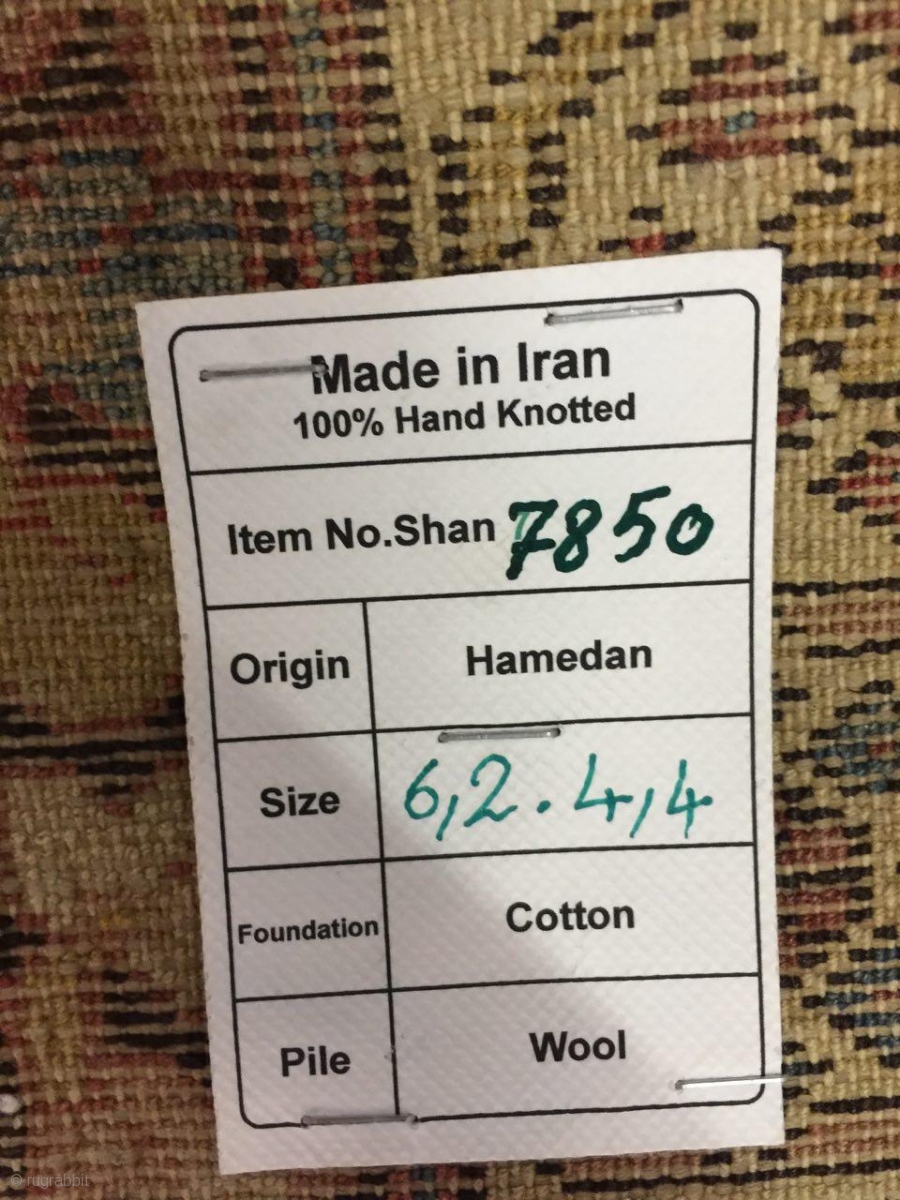 Made in Iran
100% Hand Knotted
Item No.Shan 7850
Origin Hamedan
Size 6,2.4,4
Foundation Cotton
Pile Wool
© rugrabbit